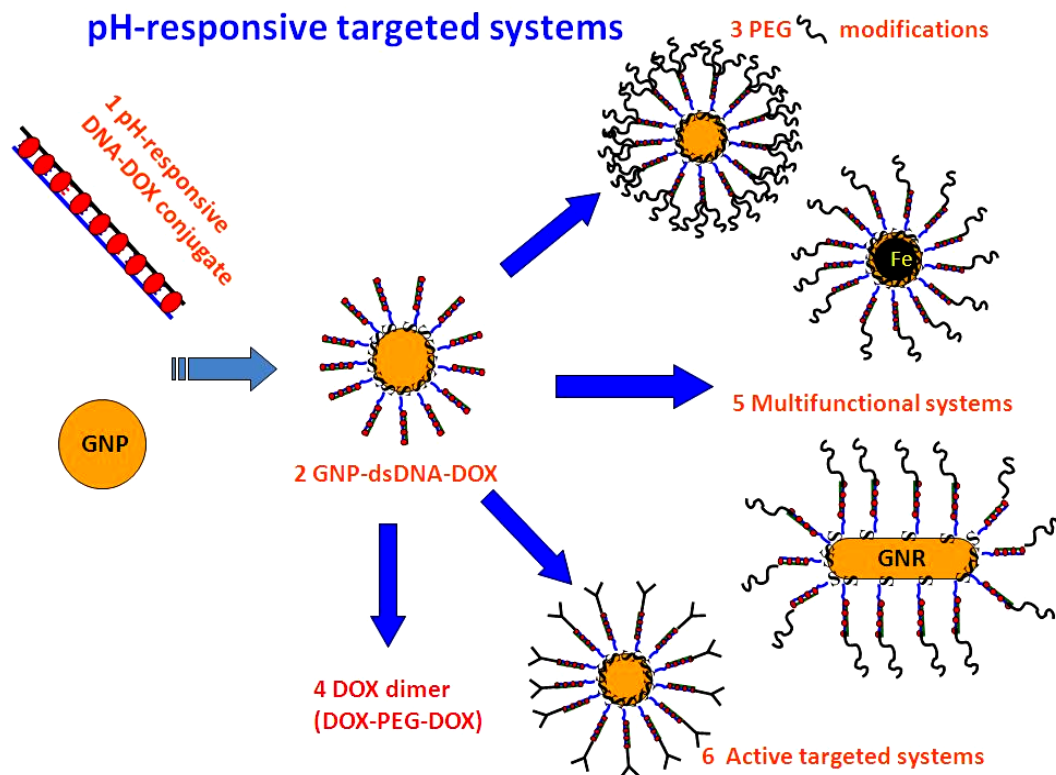 pH-responsive targeted systems
3 PEG modifications
1 pH-responsive
DNA-DOX conjugate
Fe
GNP
5 Multifunctional systems
2 GNP-dsDNA-DOX
GNR
4 DOX dimer
(DOX-PEG-DOX)
6 Active targeted systems